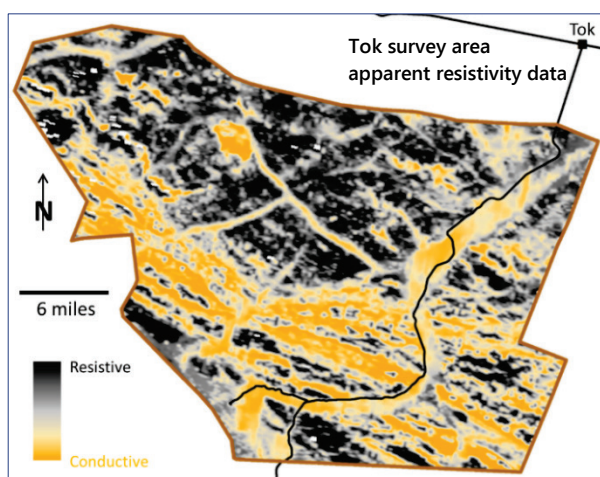 Tok
Tok survey area
apparent resistivity data
N
6 miles
Resistive
Conductive